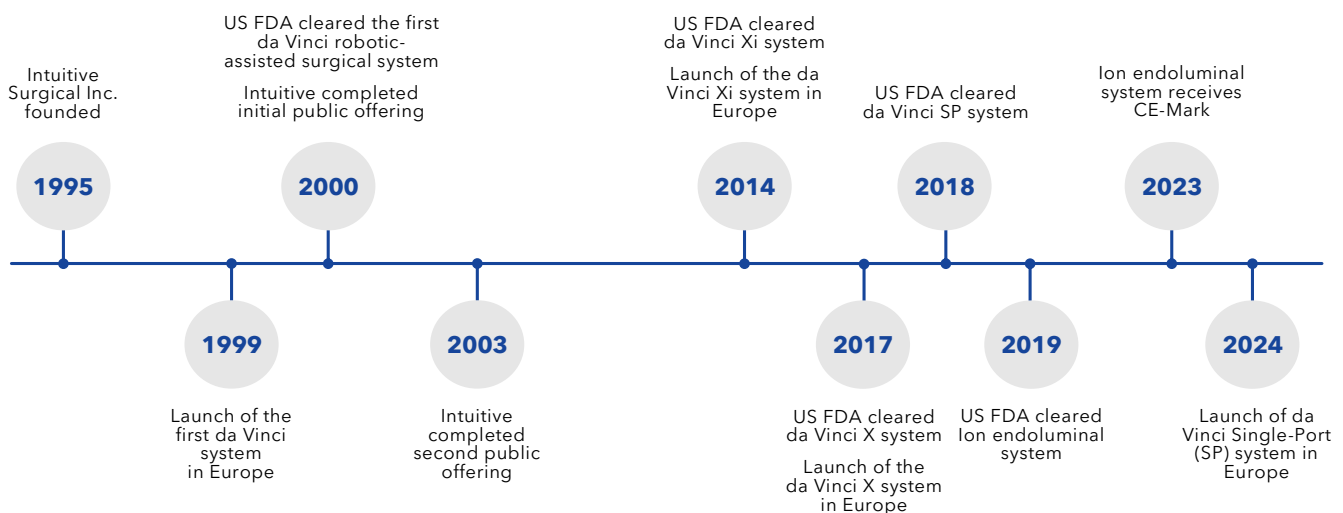 Intuitive
Surgical Inc.
founded
1995
Launch of the
first da Vinci
system
in Europe
1999
US FDA cleared the first
da Vinci robotic-
assisted surgical system
Intuitive completed
initial public offering
2000
2003
Intuitive
completed
second public
offering
US FDA cleared
da Vinci Xi system
Launch of the da
Vinci Xi system in
Europe
2014
2017
US FDA cleared
da Vinci X system
Launch of the
da Vinci X system
in Europe
US FDA cleared
da Vinci SP system
2018
2019
US FDA cleared
Ion endoluminal
system
Ion endoluminal
system receives
CE-Mark
2023
2024
Launch of da
Vinci Single-Port
(SP) system in
Europe